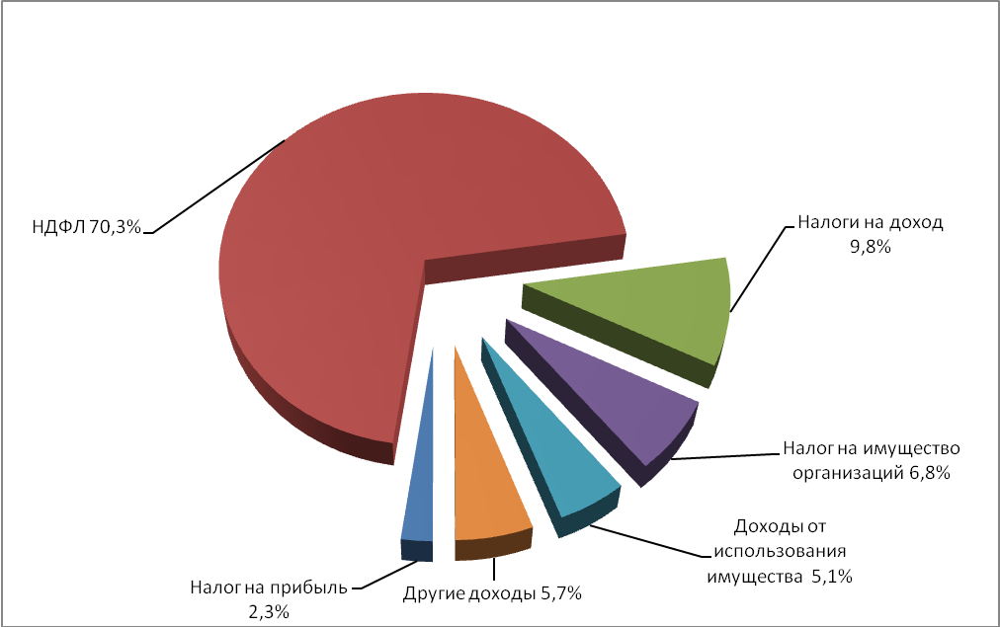 НДФЛ 70,3%
Налоги на доход
9,8%
Налог на имущество
организаций 6,8%
Доходы от
использования
имущества 5,1%
Другие доходы 5,7%
Налог на прибыль
2,3%